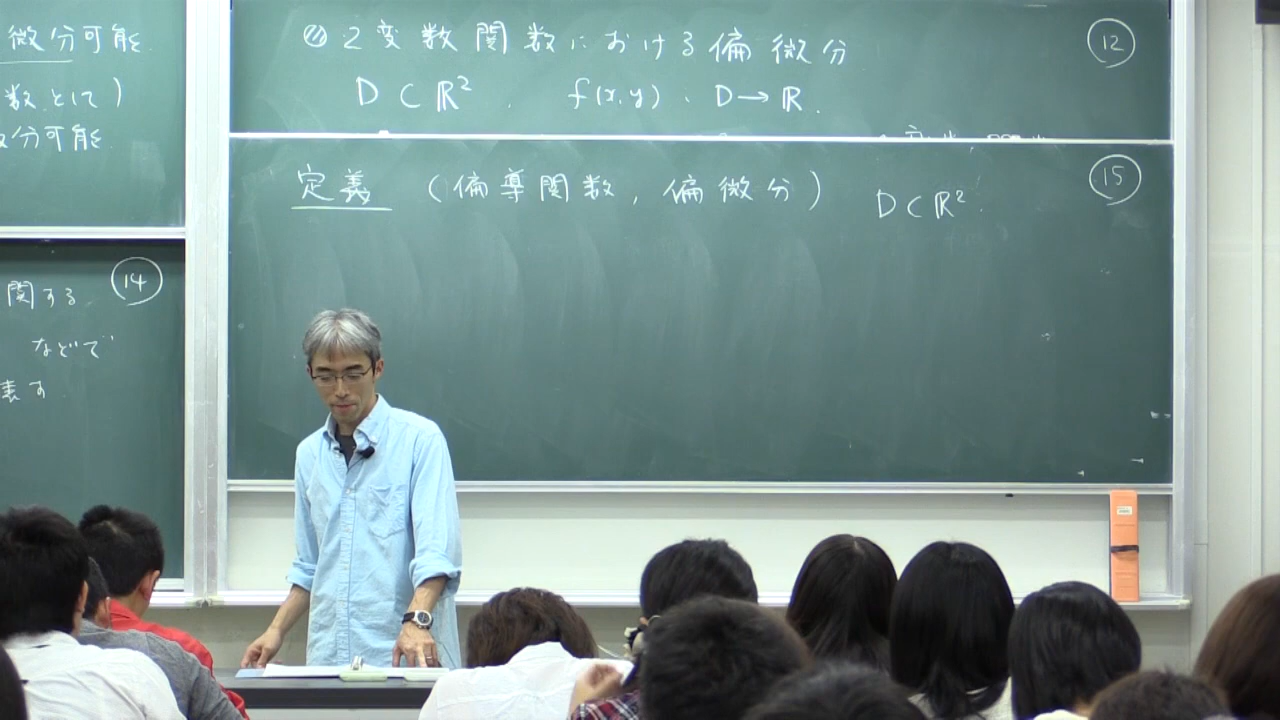 微分可能.
数として)
分可能.
14
関する
などで
表す.
2変数関数における偏微分
12
D ⊂ ℝ². f(x,y). D→ℝ.
定義 (偏導関数, 偏微分) D⊂ℝ².
15